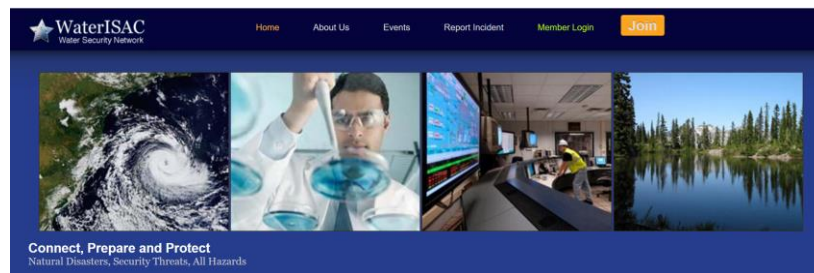 WaterISAC
Water Security Network
Home About Us Events Report Incident Member Login Join
Connect, Prepare and Protect
Natural Disasters, Security Threats, All Hazards